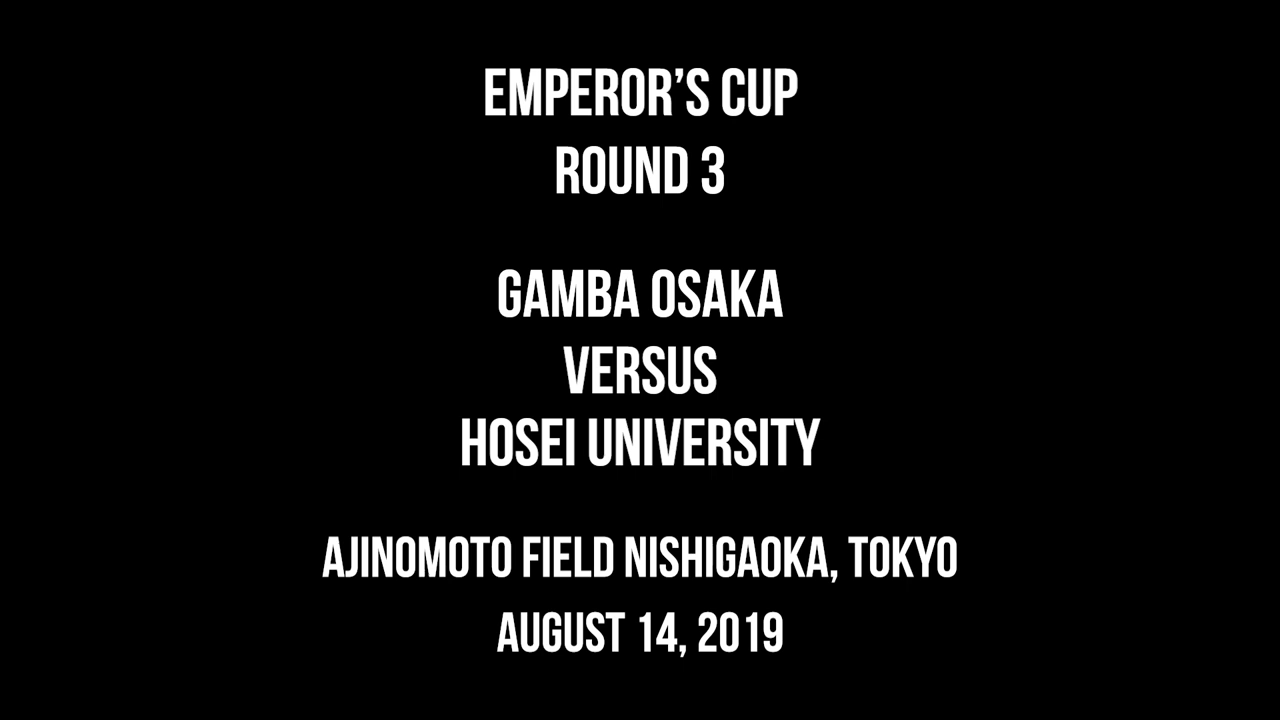 EMPEROR’S CUP
ROUND 3
GAMBA OSAKA
VERSUS
HOSEI UNIVERSITY
AJINOMOTO FIELD NISHIGAOKA, TOKYO
AUGUST 14, 2019